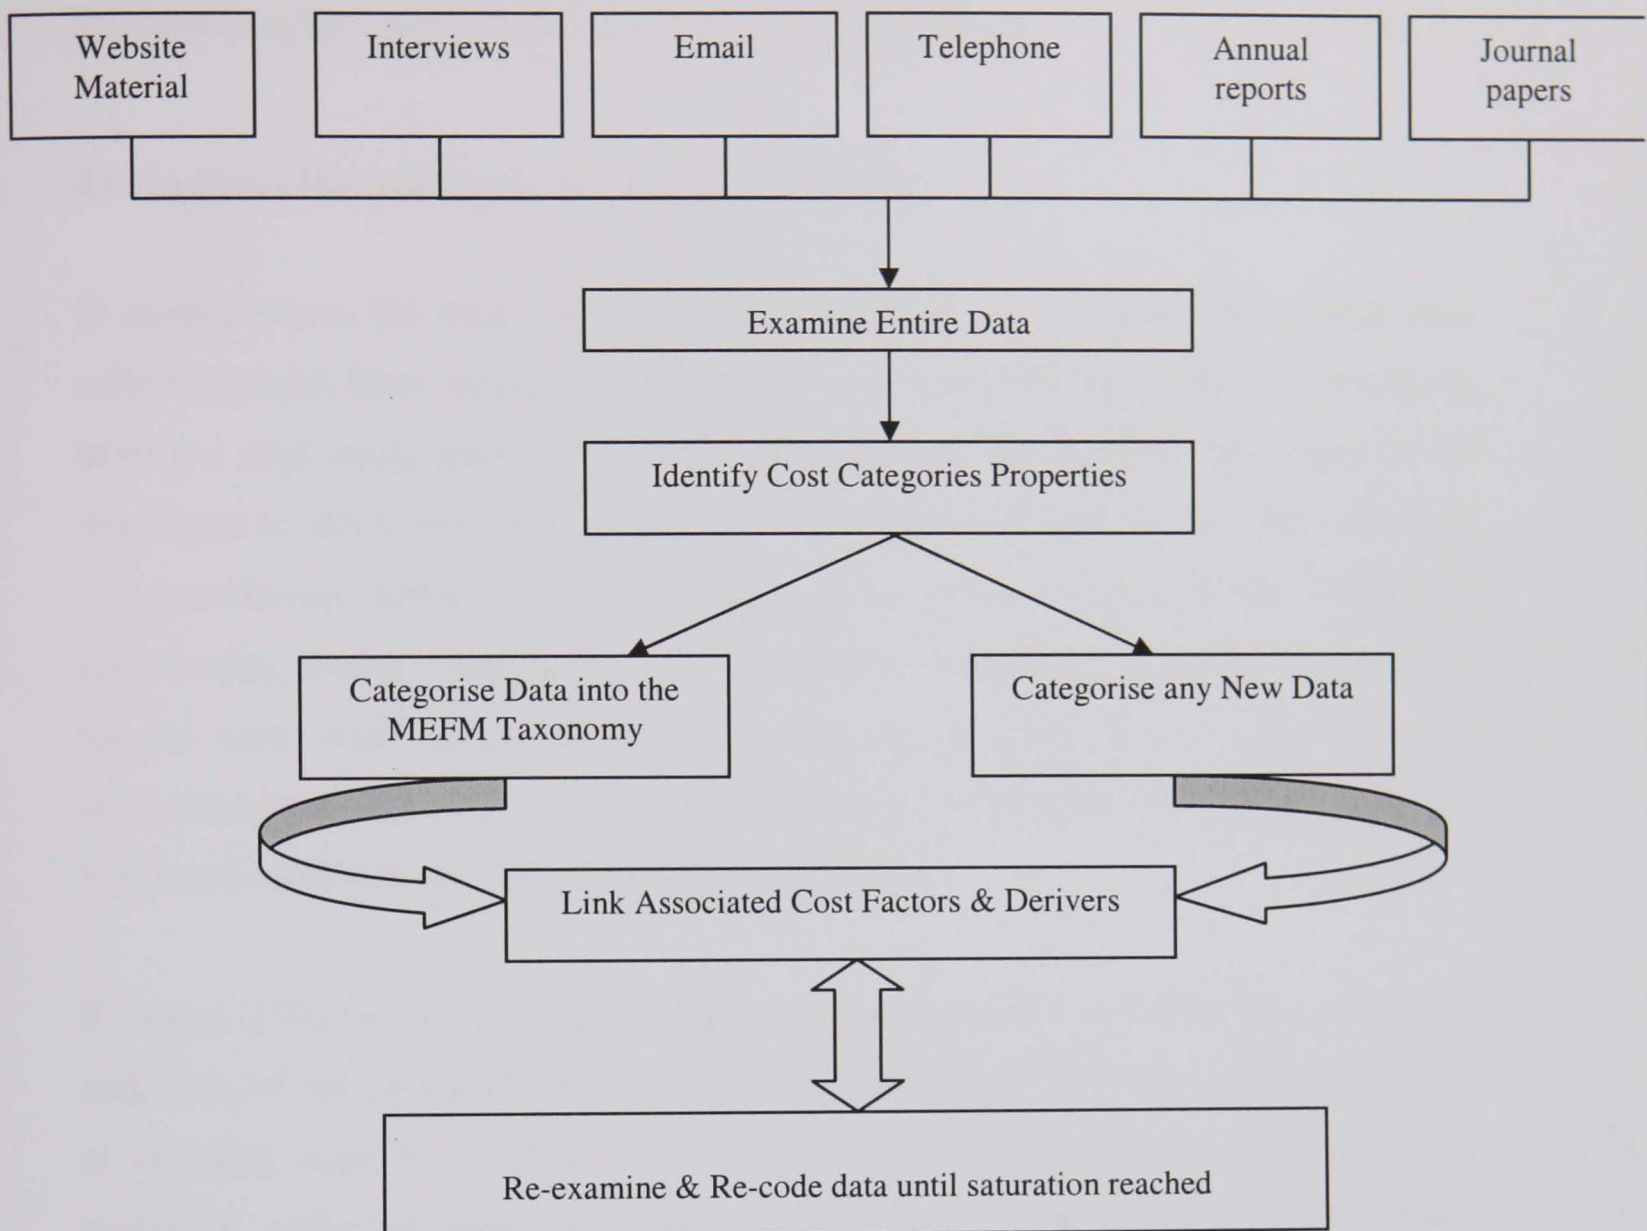 Website
Material
Interviews
Email
Telephone
Annual
reports
Journal
papers
Examine Entire Data
Identify Cost Categories Properties
Categorise Data into the
MEFM Taxonomy
Categorise any New Data
Link Associated Cost Factors & Derivers
Re-examine & Re-code data until saturation reached